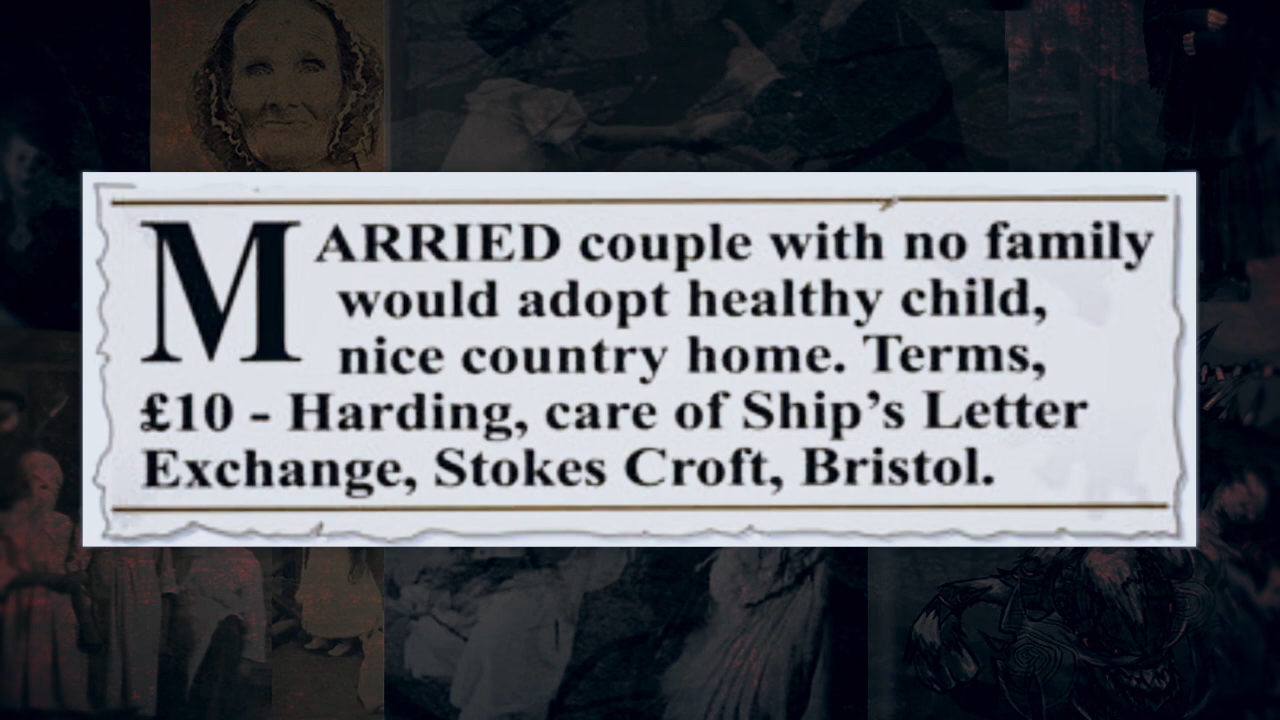 MARRIED couple with no family
would adopt healthy child,
nice country home. Terms,
£10 - Harding, care of Ship’s Letter
Exchange, Stokes Croft, Bristol.